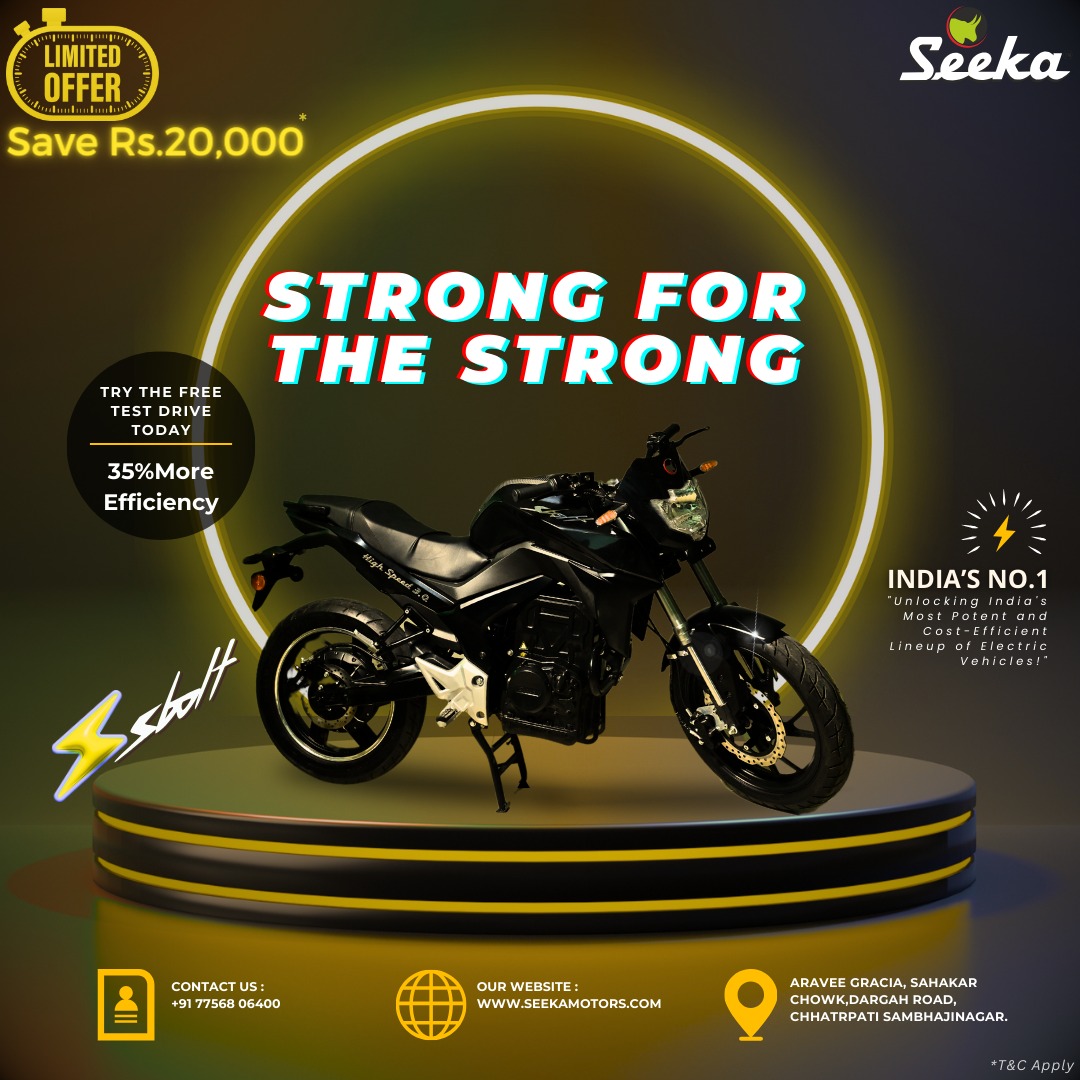 LIMITED
OFFER
Save Rs.20,000*
Seeka
STRONG FOR
THE STRONG
TRY THE FREE
TEST DRIVE
TODAY
35%More
Efficiency
High Speed 3.0
INDIA'S NO.1
"Unlocking India's
Most Potent and
Cost-Efficient
Lineup of Electric
Vehicles!"
sbolt
CONTACT US :
+91 77568 06400
OUR WEBSITE :
WWW.SEEKAMOTORS.COM
ARAVEE GRACIA, SAHAKAR
CHOWK,DARGAH ROAD,
CHHATRPATI SAMBHAJINAGAR.
*T&C Apply